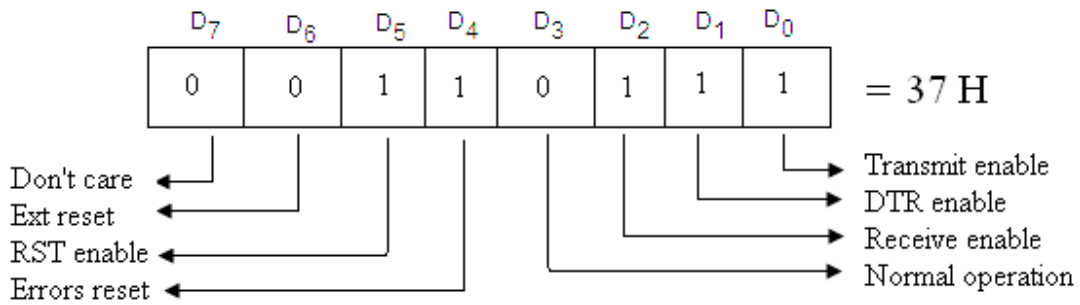 D7 D6 D5 D4 D3 D2 D1 D0
0 0 1 1 0 1 1 1 = 37 H
Don't care
Ext reset
RST enable
Errors reset
Transmit enable
DTR enable
Receive enable
Normal operation